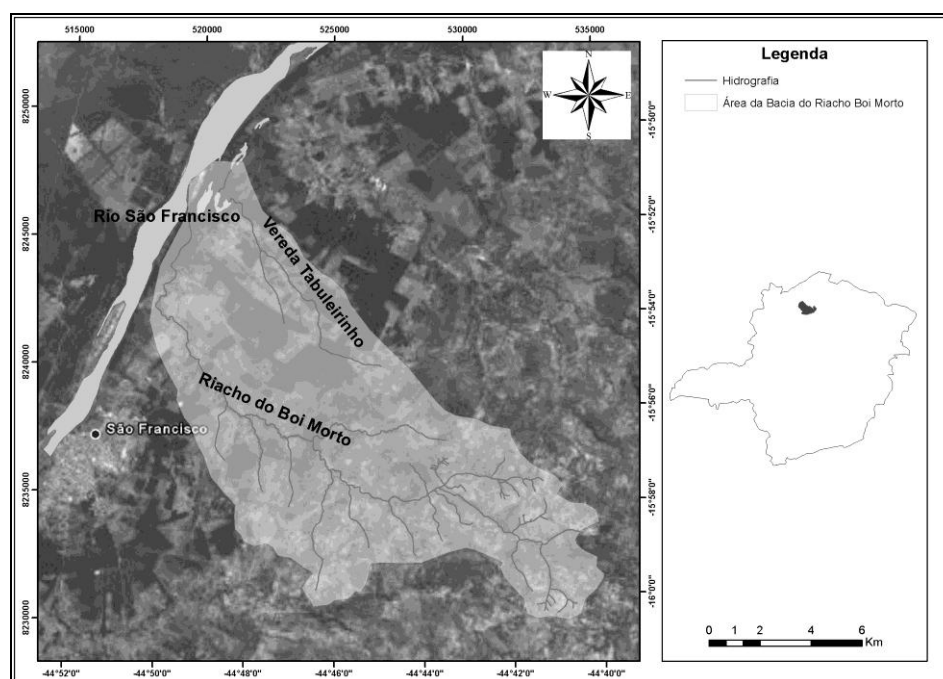 515000 520000 525000 530000 535000
8250000
8245000
8240000
8235000
8230000
N
W E
S
Rio São Francisco
Vereda Tabuleirinho
Riacho do Boi Morto
São Francisco
-15°50'0"
-15°52'0"
-15°54'0"
-15°56'0"
-15°58'0"
-16°0'0"
-44°52'0" -44°50'0" -44°48'0" -44°46'0" -44°44'0" -44°42'0" -44°40'0"
Legenda
Hidrografia
Área da Bacia do Riacho Boi Morto
0 1 2 4 6
Km